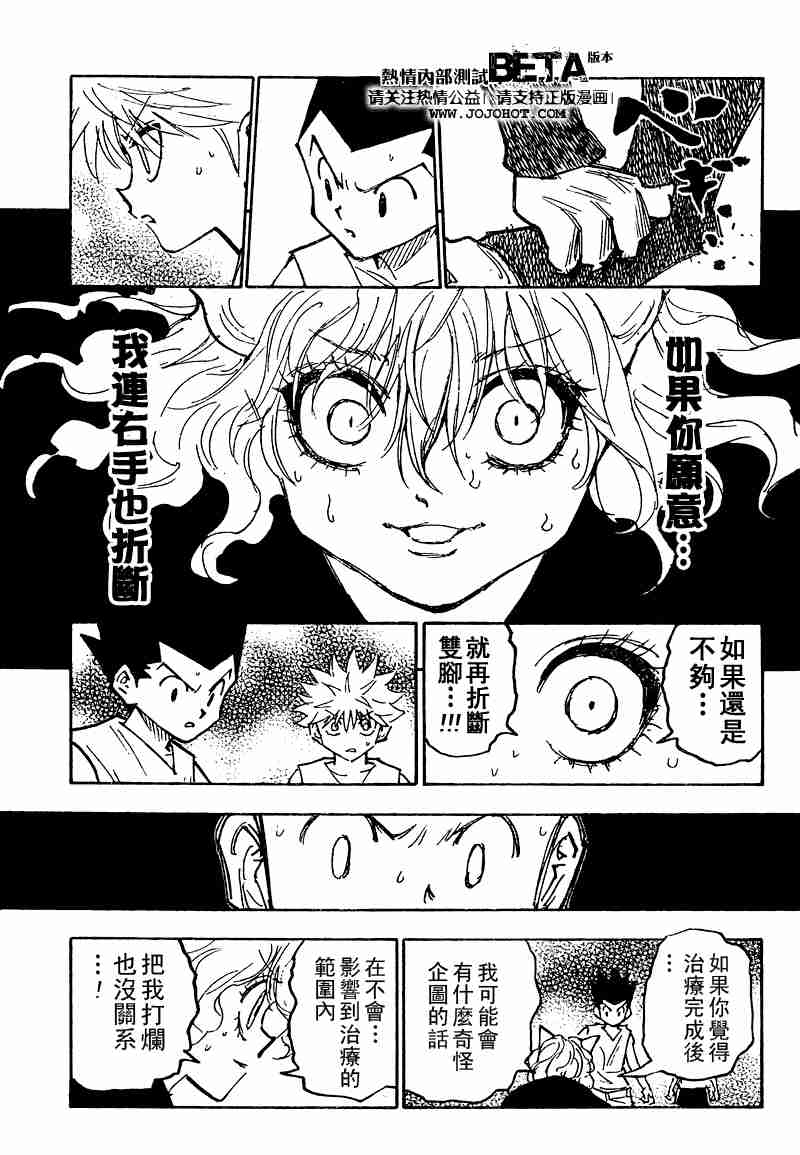 熱情內部測試BETA版本
请关注热情公益|请支持正版漫画|
WWW.JOJOHOT.COM
ベギ
如果你願意…
我連右手也折斷
如果還是
不夠…
就再折斷
雙腳…!!!
如果你覺得
治療完成後
…
我可能會
有什麼奇怪
企圖的話
在不會…
影響到治療的
範圍內
把我打爛
也沒關系
…!